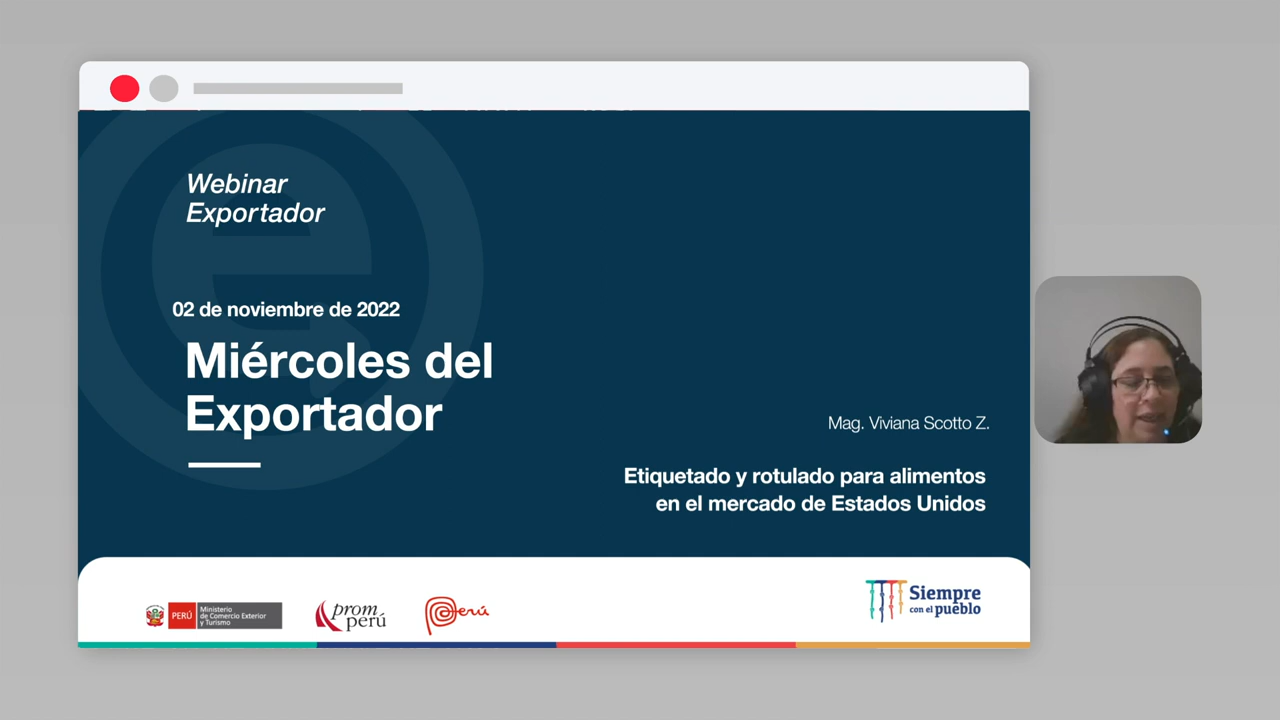 Webinar
Exportador
02 de noviembre de 2022
Miércoles del
Exportador
Mag. Viviana Scotto Z.
Etiquetado y rotulado para alimentos
en el mercado de Estados Unidos
PERÚ
Ministerio
de Comercio Exterior
y Turismo
prom
perú
Perú
Siempre
con el pueblo